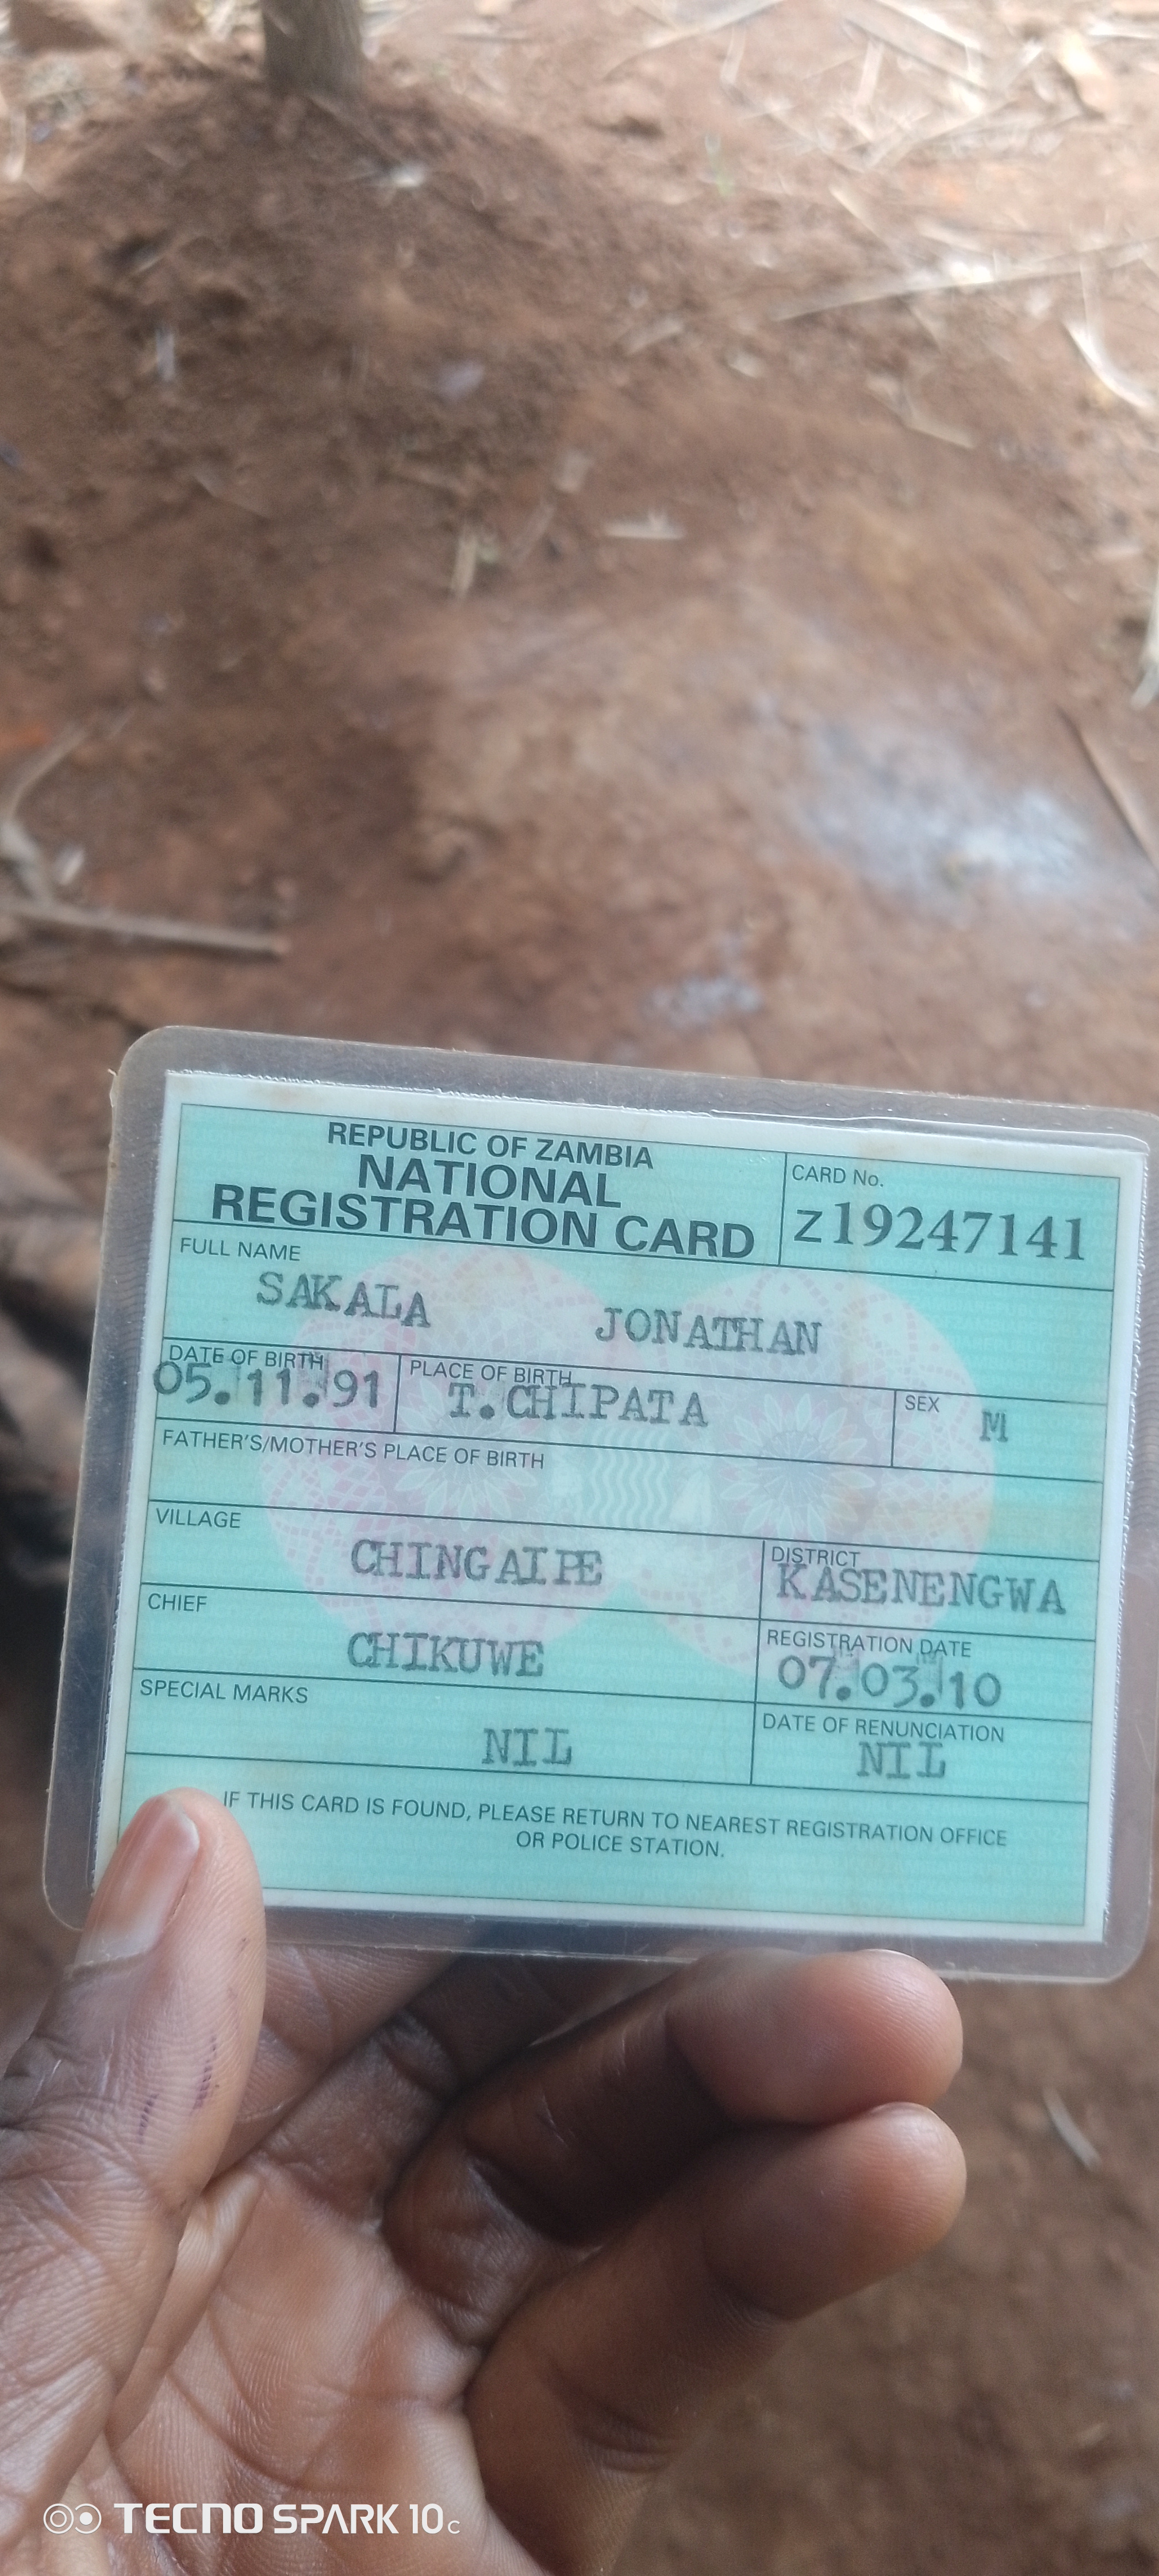 REPUBLIC OF ZAMBIA
NATIONAL
REGISTRATION CARD
CARD No.
Z19247141
FULL NAME
SAKALA JONATHAN
DATE OF BIRTH
05.11.91
PLACE OF BIRTH
T.CHIPATA
SEX
M
FATHER'S/MOTHER'S PLACE OF BIRTH
VILLAGE
CHINGAIPE
DISTRICT
KASENENGWA
CHIEF
CHIKUWE
REGISTRATION DATE
07.03.10
SPECIAL MARKS
NIL
DATE OF RENUNCIATION
NIL
IF THIS CARD IS FOUND, PLEASE RETURN TO NEAREST REGISTRATION OFFICE
OR POLICE STATION.
TECNO SPARK 10C